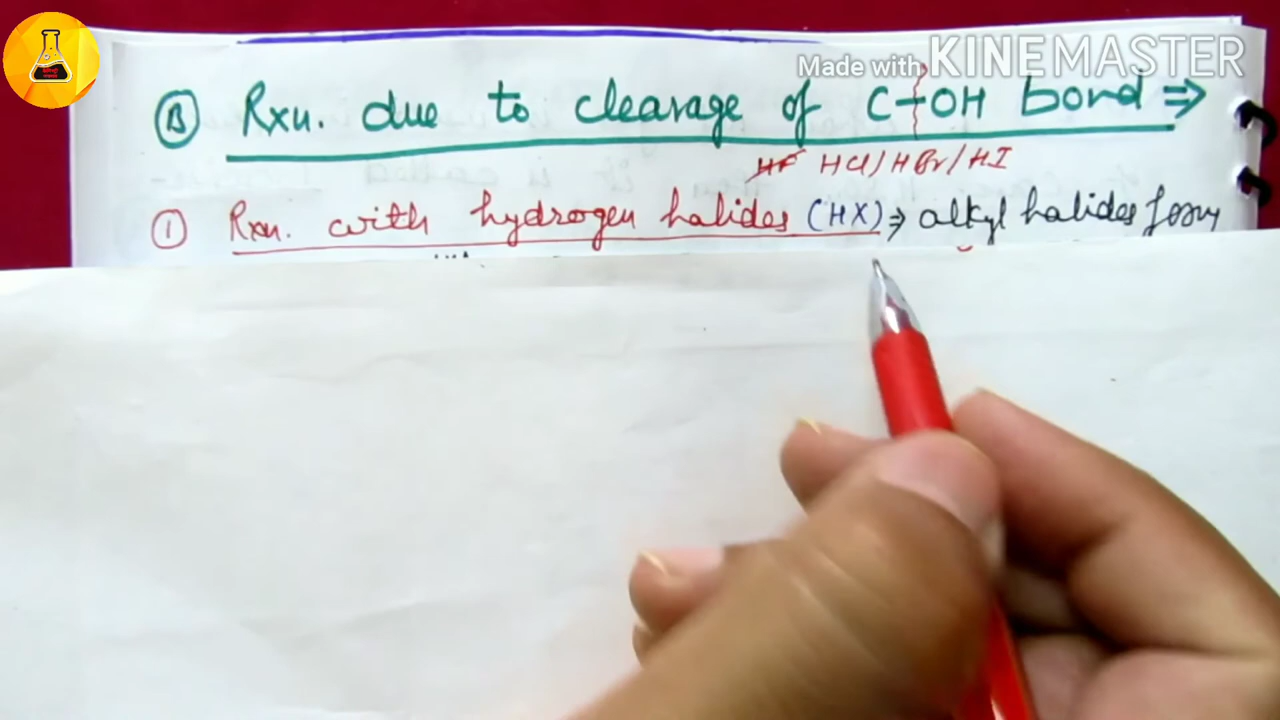 Made with KINEMASTER
Ⓑ Rxn. due to cleavage of C-OH bond ⇒
HF HCl/HBr/HI
① Rxn. with hydrogen halides (HX) ⇒ alkyl halides form